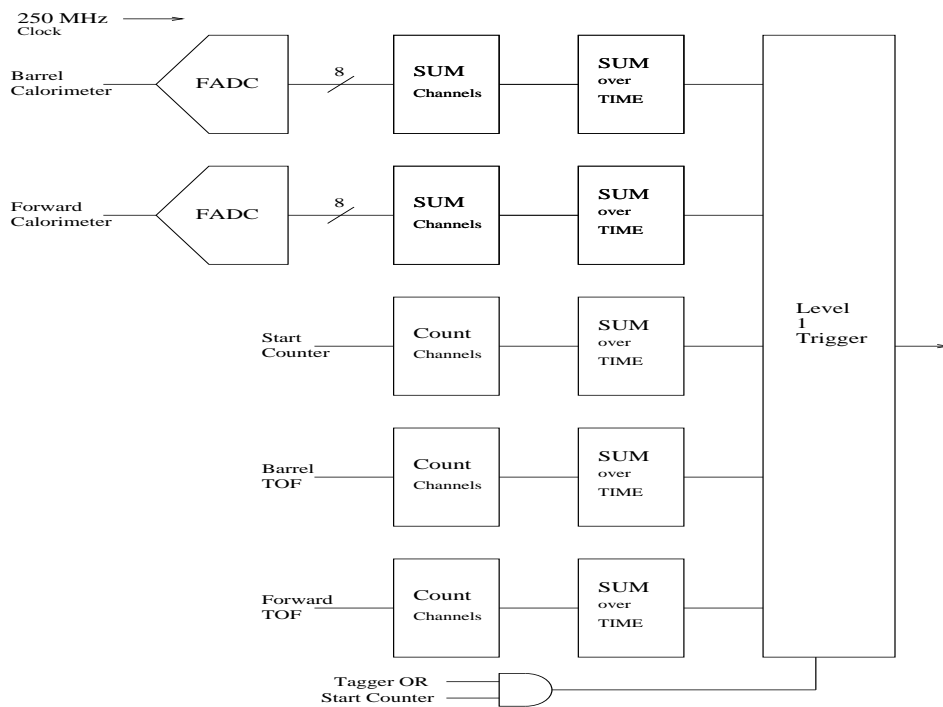 250 MHz
Clock
Barrel
Calorimeter
FADC
8
SUM
Channels
SUM
over
TIME
Forward
Calorimeter
FADC
8
SUM
Channels
SUM
over
TIME
Start
Counter
Count
Channels
SUM
over
TIME
Barrel
TOF
Count
Channels
SUM
over
TIME
Forward
TOF
Count
Channels
SUM
over
TIME
Level
1
Trigger
Tagger OR
Start Counter